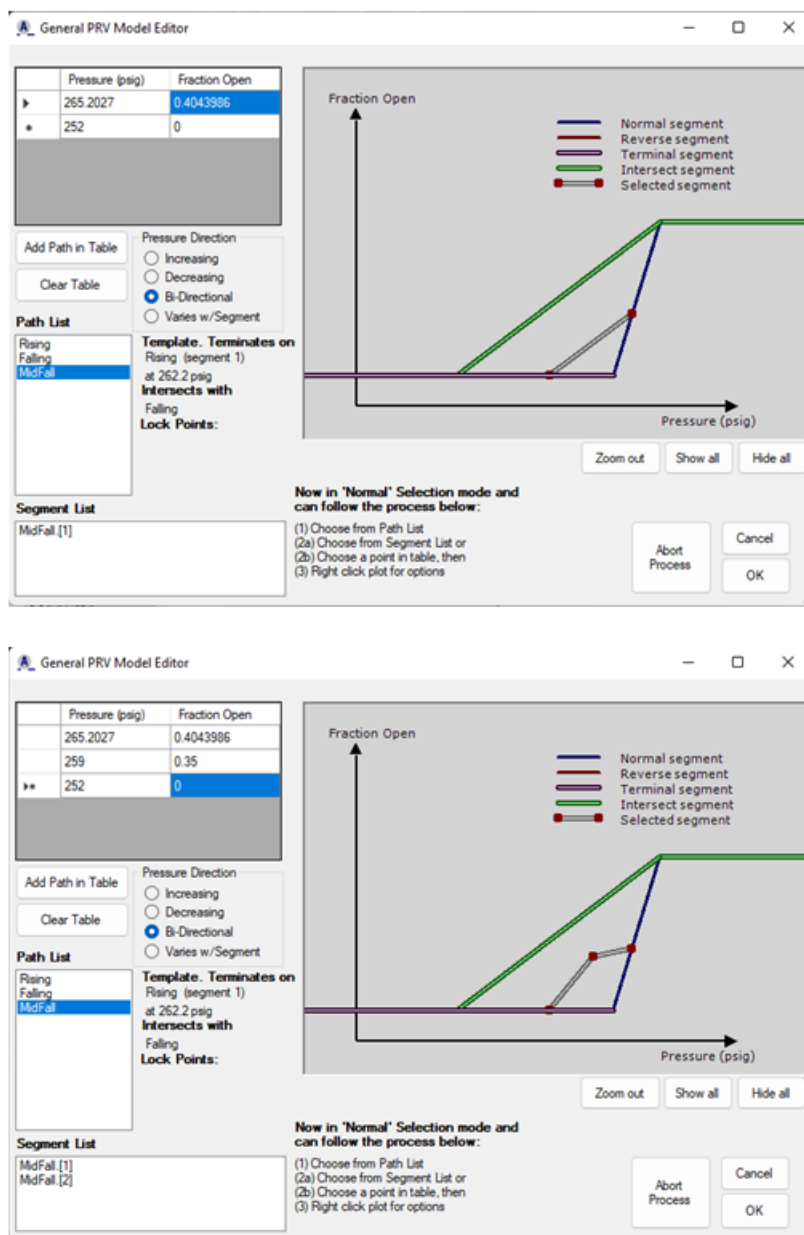 General PRV Model Editor
Pressure (psig) Fraction Open
265.2027 0.4043986
252 0
Add Path in Table
Clear Table
Pressure Direction
Increasing
Decreasing
Bi-Directional
Varies w/Segment
Path List
Rising
Falling
MidFall
Template. Terminates on
Rising (segment 1)
at 262.2 psig
Intersects with
Falling
Lock Points:
Segment List
MidFall.[1]
Fraction Open
Normal segment
Reverse segment
Terminal segment
Intersect segment
Selected segment
Pressure (psig)
Zoom out Show all Hide all
Now in 'Normal' Selection mode and
can follow the process below:
(1) Choose from Path List
(2a) Choose from Segment List or
(2b) Choose a point in table, then
(3) Right click plot for options
Abort
Process
Cancel
OK
General PRV Model Editor
Pressure (psig) Fraction Open
265.2027 0.4043986
259 0.35
252 0
Add Path in Table
Clear Table
Pressure Direction
Increasing
Decreasing
Bi-Directional
Varies w/Segment
Path List
Rising
Falling
MidFall
Template. Terminates on
Rising (segment 1)
at 262.2 psig
Intersects with
Falling
Lock Points:
Segment List
MidFall.[1]
MidFall.[2]
Fraction Open
Normal segment
Reverse segment
Terminal segment
Intersect segment
Selected segment
Pressure (psig)
Zoom out Show all Hide all
Now in 'Normal' Selection mode and
can follow the process below:
(1) Choose from Path List
(2a) Choose from Segment List or
(2b) Choose a point in table, then
(3) Right click plot for options
Abort
Process
Cancel
OK